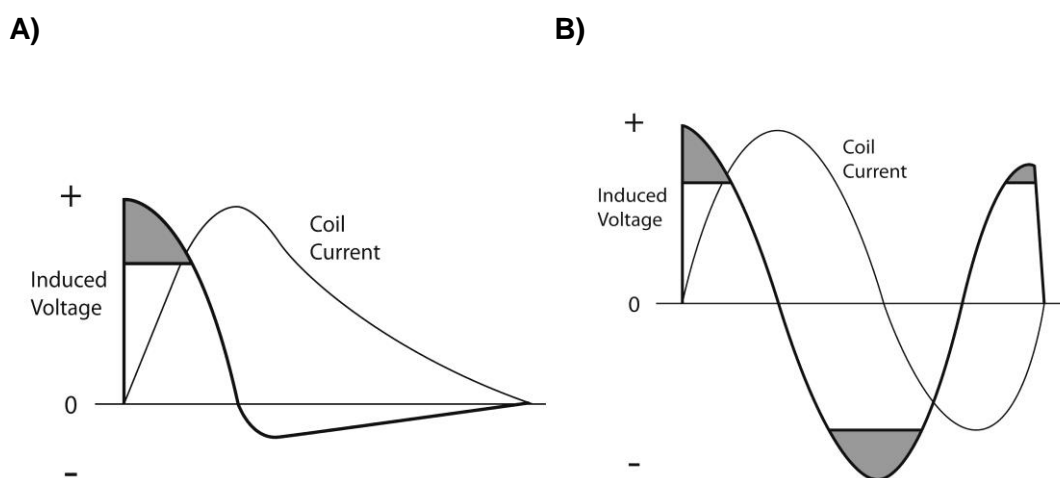 A)
+
Induced
Voltage
0
-
Coil
Current
B)
+
Induced
Voltage
0
-
Coil
Current